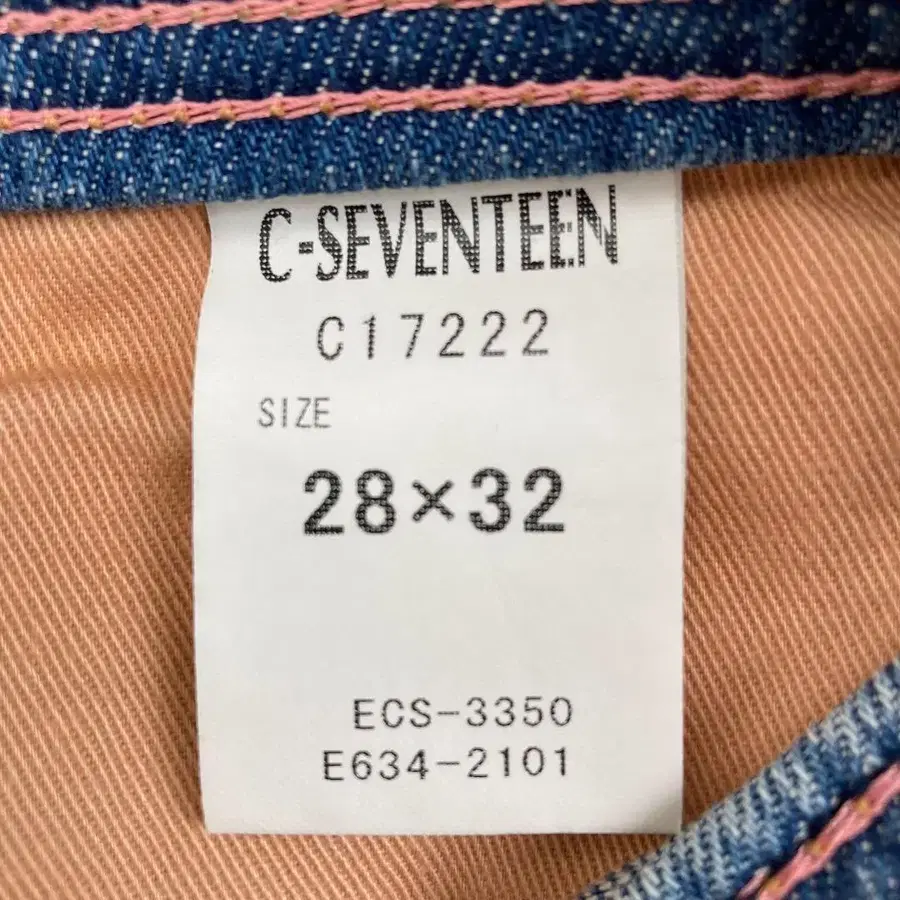 C-SEVENTEEN
C17222
SIZE
28×32
ECS-3350
E634-2101